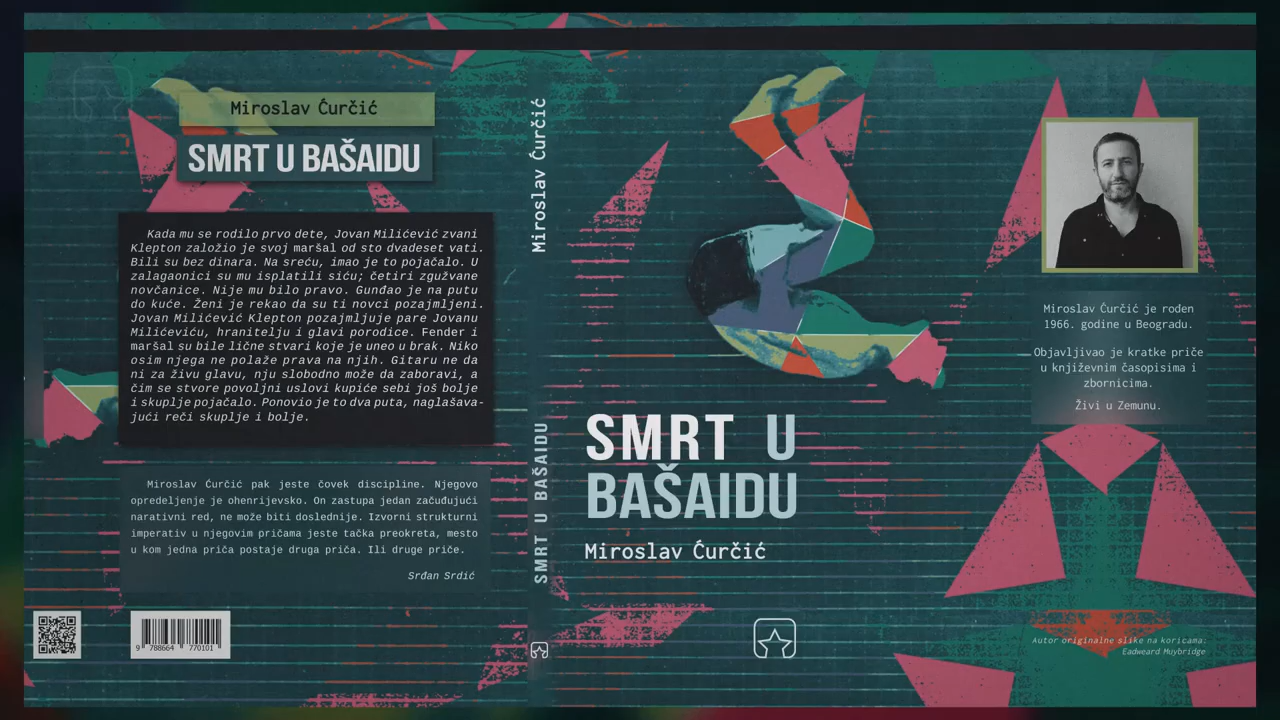 Miroslav Ćurčić
SMRT U BAŠAIDU
Kada mu se rodilo prvo dete, Jovan Milićević zvani
Klepton založio je svoj maršal od sto dvadeset vati.
Bili su bez dinara. Na sreću, imao je to pojačalo. U
zalagaonici su mu isplatili siću; četiri zgužvane
novčanice. Nije mu bilo pravo. Gunđao je na putu
do kuće. Ženi je rekao da su ti novci pozajmljeni.
Jovan Milićević Klepton pozajmljuje pare Jovanu
Milićeviću, hranitelju i glavi porodice. Fender i
maršal su bile lične stvari koje je uneo u brak. Niko
osim njega ne polaže prava na njih. Gitaru ne da
ni za živu glavu, nju slobodno može da zaboravi, a
čim se stvore povoljni uslovi kupiće sebi još bolje
i skuplje pojačalo. Ponovio je to dva puta, naglašava-
jući reči skuplje i bolje.
Miroslav Ćurčić pak jeste čovek discipline. Njegovo
opredeljenje je ohenrijevsko. On zastupa jedan začuđujući
narativni red, ne može biti doslednije. Izvorni strukturni
imperativ u njegovim pričama jeste tačka preokreta, mesto
u kom jedna priča postaje druga priča. Ili druge priče.
Srđan Srdić
9 788664 770101
Miroslav Ćurčić
SMRT U BAŠAIDU
SMRT U
BAŠAIDU
Miroslav Ćurčić
Miroslav Ćurčić je rođen
1966. godine u Beogradu.
Objavljivao je kratke priče
u književnim časopisima i
zbornicima.
Živi u Zemunu.
Autor originalne slike na koricama:
Eadweard Muybridge